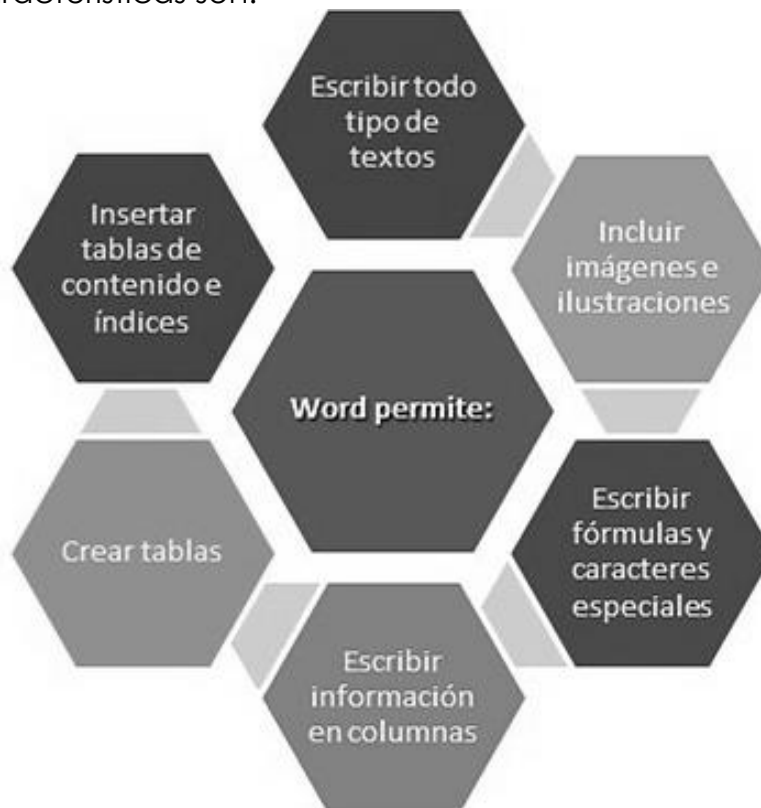 Escribir todo
tipo de
textos
Incluir
imágenes e
ilustraciones
Escribir
fórmulas y
caracteres
especiales
Escribir
información
en columnas
Crear tablas
Insertar
tablas de
contenido e
índices
Word permite: